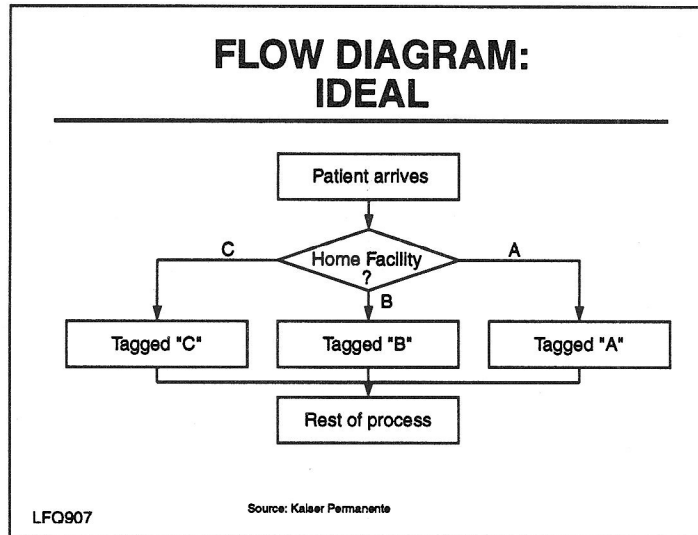 FLOW DIAGRAM:
IDEAL
Patient arrives
C
Home Facility
?
A
B
Tagged "C"
Tagged "B"
Tagged "A"
Rest of process
Source: Kaiser Permanente
LFQ907